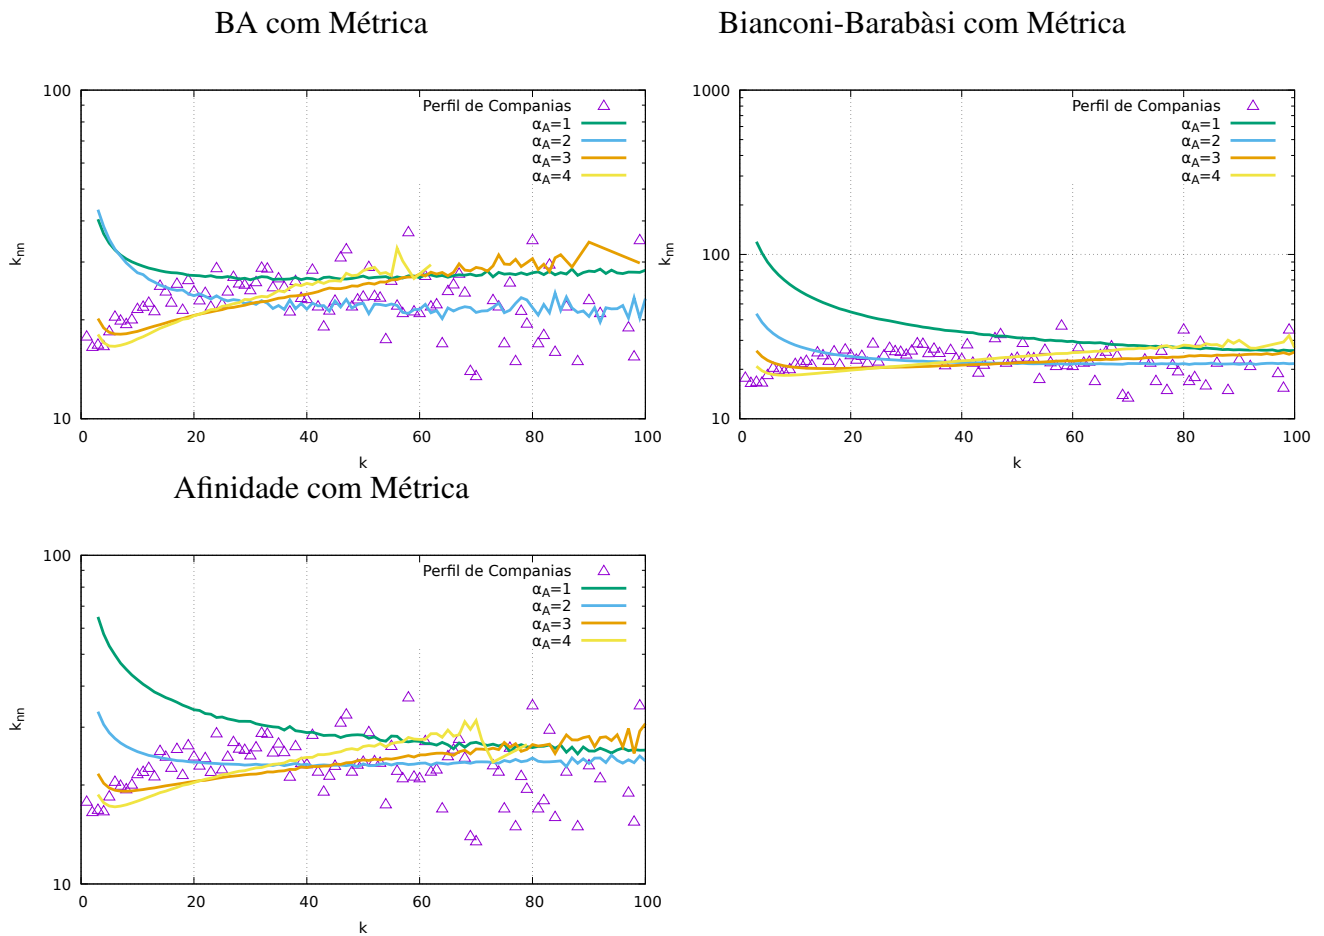 BA com Métrica
100
10
k_nn
0 20 40 60 80 100
k
Perfil de Companias
α_A=1
α_A=2
α_A=3
α_A=4
Bianconi-Barabàsi com Métrica
1000
100
10
k_nn
0 20 40 60 80 100
k
Perfil de Companias
α_A=1
α_A=2
α_A=3
α_A=4
Afinidade com Métrica
100
10
k_nn
0 20 40 60 80 100
k
Perfil de Companias
α_A=1
α_A=2
α_A=3
α_A=4